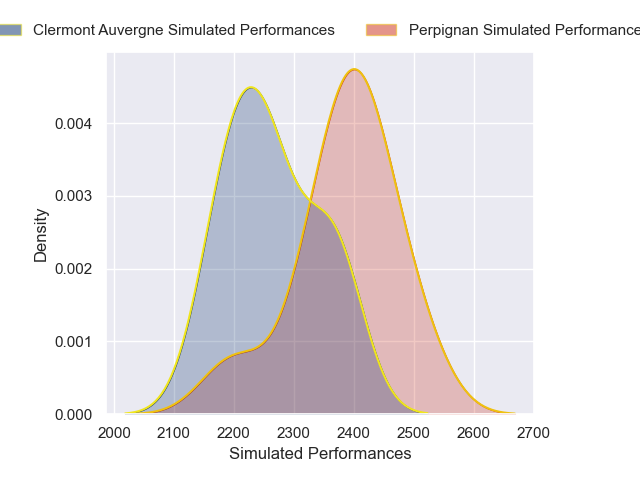 Clermont Auvergne Simulated Performances Perpignan Simulated Performance
0.004
0.003
0.002
0.001
0.000
Density
2000 2100 2200 2300 2400 2500 2600 2700
Simulated Performances